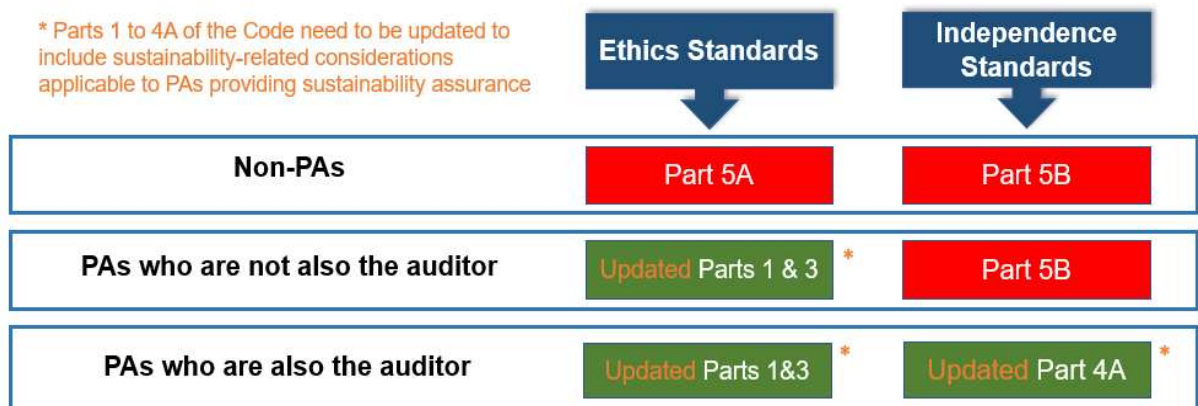 * Parts 1 to 4A of the Code need to be updated to
include sustainability-related considerations
applicable to PAs providing sustainability assurance
Ethics Standards
Independence
Standards
Non-PAs
Part 5A
Part 5B
PAs who are not also the auditor
Updated Parts 1 & 3 *
Part 5B
PAs who are also the auditor
Updated Parts 1&3 *
Updated Part 4A *